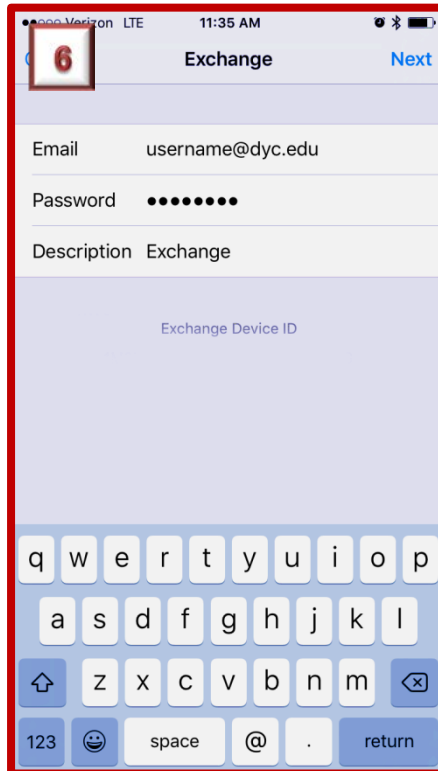 Verizon LTE 11:35 AM
6 Exchange Next
Email username@dyc.edu
Password ●●●●●●●●
Description Exchange
Exchange Device ID
q w e r t y u i o p
a s d f g h j k l
z x c v b n m
123 space @ . return